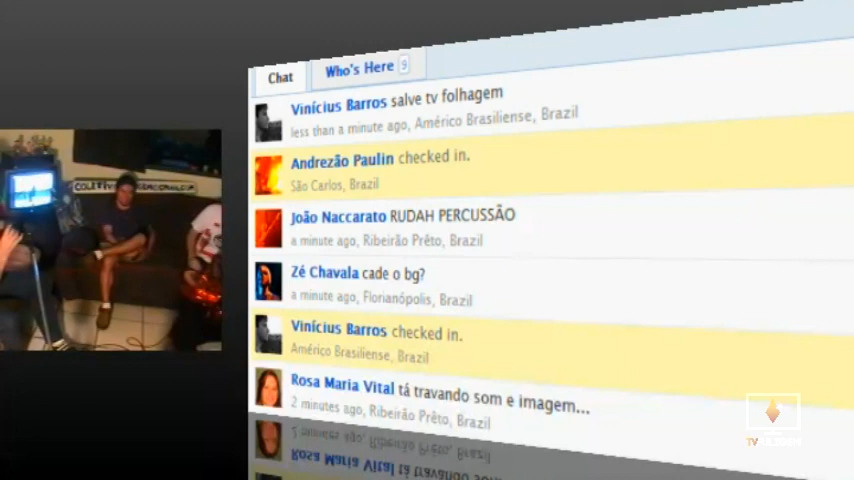 Chat
Who's Here 9
Vinícius Barros salve tv folhagem
less than a minute ago, Américo Brasiliense, Brazil
Andrezão Paulin checked in.
São Carlos, Brazil
João Naccarato RUDAH PERCUSSÃO
a minute ago, Ribeirão Prêto, Brazil
Zé Chavala cade o bg?
a minute ago, Florianópolis, Brazil
Vinícius Barros checked in.
Américo Brasiliense, Brazil
Rosa Maria Vital tá travando som e imagem...
2 minutes ago, Ribeirão Prêto, Brazil